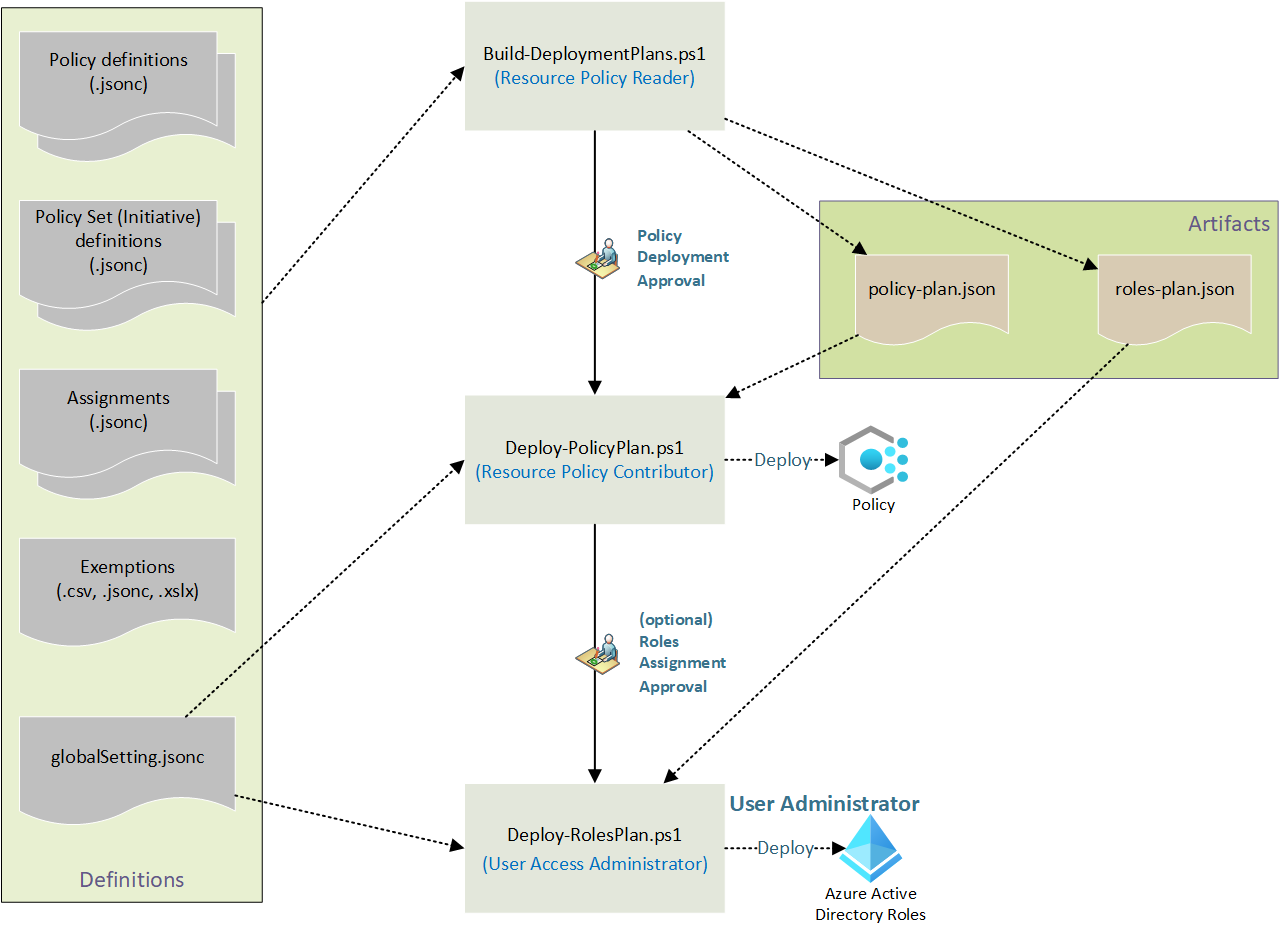 Policy definitions
(.jsonc)
Policy Set (Initiative)
definitions
(.jsonc)
Assignments
(.jsonc)
Exemptions
(.csv, .jsonc, .xslx)
globalSetting.jsonc
Definitions
Build-DeploymentPlans.ps1
(Resource Policy Reader)
Policy
Deployment
Approval
Artifacts
policy-plan.json
roles-plan.json
Deploy-PolicyPlan.ps1
(Resource Policy Contributor)
Deploy
Policy
(optional)
Roles
Assignment
Approval
Deploy-RolesPlan.ps1
(User Access Administrator)
User Administrator
Deploy
Azure Active
Directory Roles